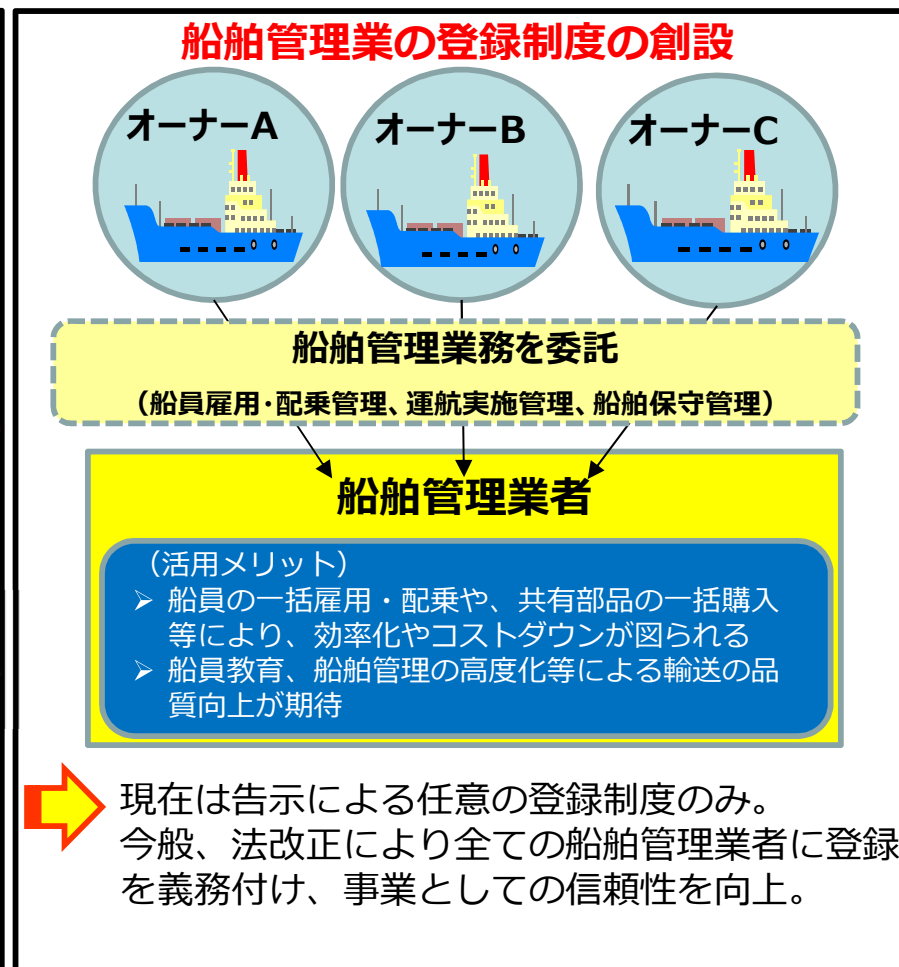 船舶管理業の登録制度の創設
オーナーA
オーナーB
オーナーC
船舶管理業務を委託
（船員雇用・配乗管理、運航実施管理、船舶保守管理）
船舶管理業者
（活用メリット）
➢ 船員の一括雇用・配乗や、共有部品の一括購入
等により、効率化やコストダウンが図られる
➢ 船員教育、船舶管理の高度化等による輸送の品
質向上が期待
現在は告示による任意の登録制度のみ。
今般、法改正により全ての船舶管理業者に登録
を義務付け、事業としての信頼性を向上。